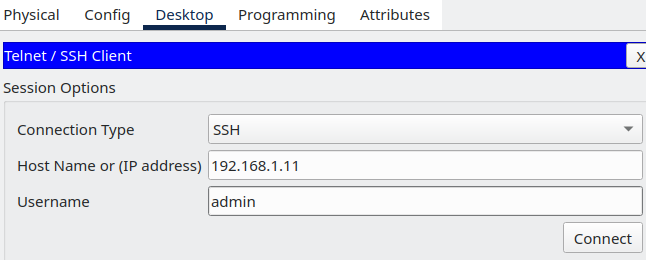 Physical Config Desktop Programming Attributes
Telnet / SSH Client X
Session Options
Connection Type SSH
Host Name or (IP address) 192.168.1.11
Username admin
Connect